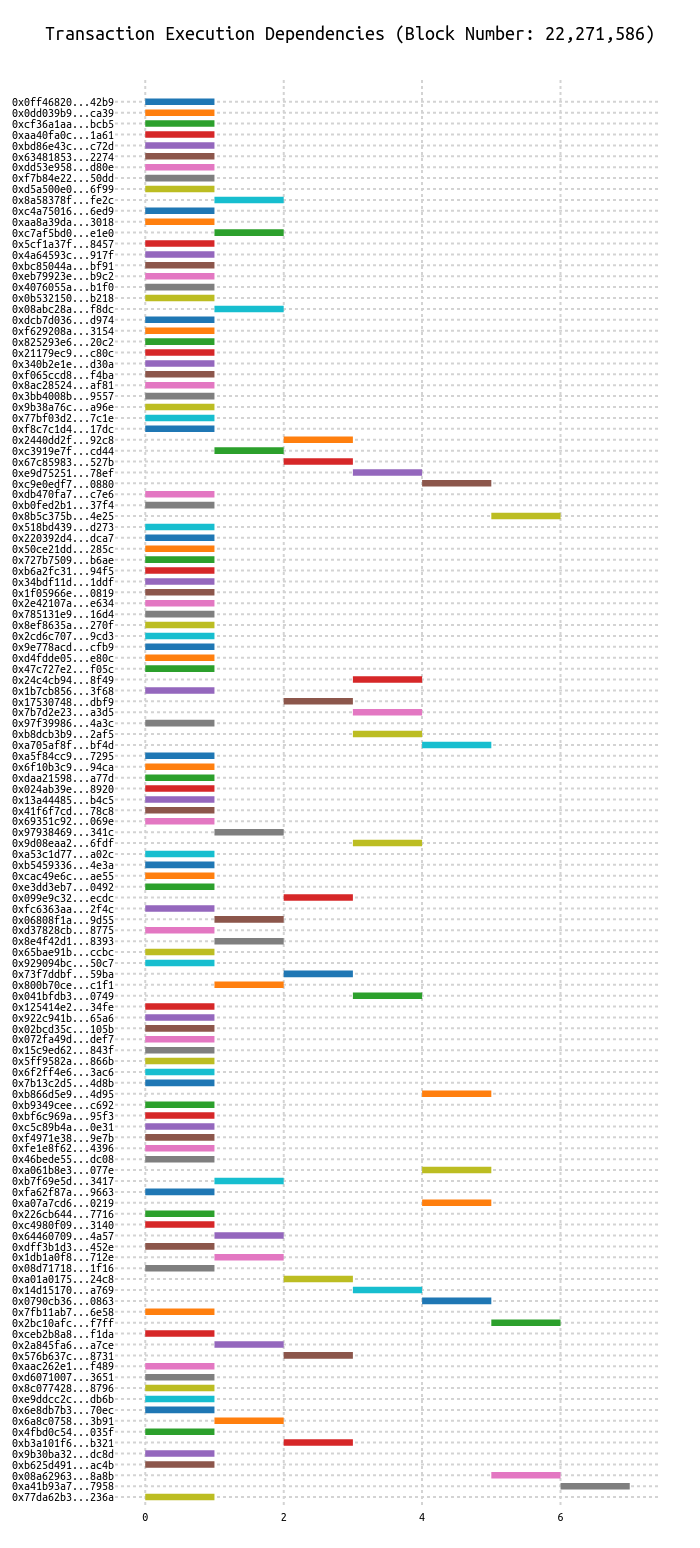 Transaction Execution Dependencies (Block Number: 22,271,586)
0x0ff46820...42b9
0x0dd039b9...ca39
0xcf36a1aa...bcb5
0xaa40fa0c...1a61
0xbd86e43c...c72d
0x63481853...2274
0xdd53e958...d80e
0xf7b84e22...50dd
0xd5a500e0...6f99
0x8a58378f...fe2c
0xc4a75016...6ed9
0xaa8a39da...3018
0xc7af5bd0...e1e0
0x5cf1a37f...8457
0x4a64593c...917f
0xbc85044a...bf91
0xeb79923e...b9c2
0x4076055a...b1f0
0x0b532150...b218
0x08abc28a...f8dc
0xdcb7d036...d974
0xf629208a...3154
0x825293e6...20c2
0x21179ec9...c80c
0x340b2e1e...d30a
0xf065ccd8...f4ba
0x8ac28524...af81
0x3bb4008b...9557
0x9b38a76c...a96e
0x77bf03d2...7c1e
0xf8c7c1d4...17dc
0x2440dd2f...92c8
0xc3919e7f...cd44
0x67c85983...527b
0xe9d75251...78ef
0xc9e0edf7...0880
0xdb470fa7...c7e6
0xb0fed2b1...37f4
0x8b5c375b...4e25
0x518bd439...d273
0x220392d4...dca7
0x50ce21dd...285c
0x727b7509...b6ae
0xb6a2fc31...94f5
0x34bdf11d...1ddf
0x1f05966e...0819
0x2e42107a...e634
0x785131e9...16d4
0x8ef8635a...270f
0x2cd6c707...9cd3
0x9e778acd...cfb9
0xd4fdde05...e80c
0x47c727e2...f05c
0x24c4cb94...8f49
0x1b7cb856...3f68
0x17530748...dbf9
0x7b7d2e23...a3d5
0x97f39986...4a3c
0xb8dcb3b9...2af5
0xa705af8f...bf4d
0xa5f84cc9...7295
0x6f10b3c9...94ca
0xdaa21598...a77d
0x024ab39e...8920
0x13a44485...b4c5
0x41f6f7cd...78c8
0x69351c92...069e
0x97938469...341c
0x9d08eaa2...6fdf
0xa53c1d77...a02c
0xb5459336...4e3a
0xcac49e6c...ae55
0xe3dd3eb7...0492
0x099e9c32...ecdc
0xfc6363aa...2f4c
0x06808f1a...9d55
0xd37828cb...8775
0x8e4f42d1...8393
0x65bae91b...ccbc
0x929094bc...50c7
0x73f7ddbf...59ba
0x800b70ce...c1f1
0x041bfdb3...0749
0x125414e2...34fe
0x922c941b...65a6
0x02bcd35c...105b
0x072fa49d...def7
0x15c9ed62...843f
0x5ff9582a...866b
0x6f2ff4e6...3ac6
0x7b13c2d5...4d8b
0xb866d5e9...4d95
0xb9349cee...c692
0xbf6c969a...95f3
0xc5c89b4a...0e31
0xf4971e38...9e7b
0xfe1e8f62...4396
0x46bede55...dc08
0xa061b8e3...077e
0xb7f69e5d...3417
0xfa62f87a...9663
0xa07a7cd6...0219
0x226cb644...7716
0xc4980f09...3140
0x64460709...4a57
0xdff3b1d3...452e
0x1db1a0f8...712e
0x08d71718...1f16
0xa01a0175...24c8
0x14d15170...a769
0x0790cb36...0863
0x7fb11ab7...6e58
0x2bc10afc...f7ff
0xceb2b8a8...f1da
0x2a845fa6...a7ce
0x576b637c...8731
0xaac262e1...f489
0xd6071007...3651
0x8c077428...8796
0xe9ddcc2c...db6b
0x6e8db7b3...70ec
0x6a8c0758...3b91
0x4fbd0c54...035f
0xb3a101f6...b321
0x9b30ba32...dc8d
0xb625d491...ac4b
0x08a62963...8a8b
0xa41b93a7...7958
0x77da62b3...236a
0 2 4 6